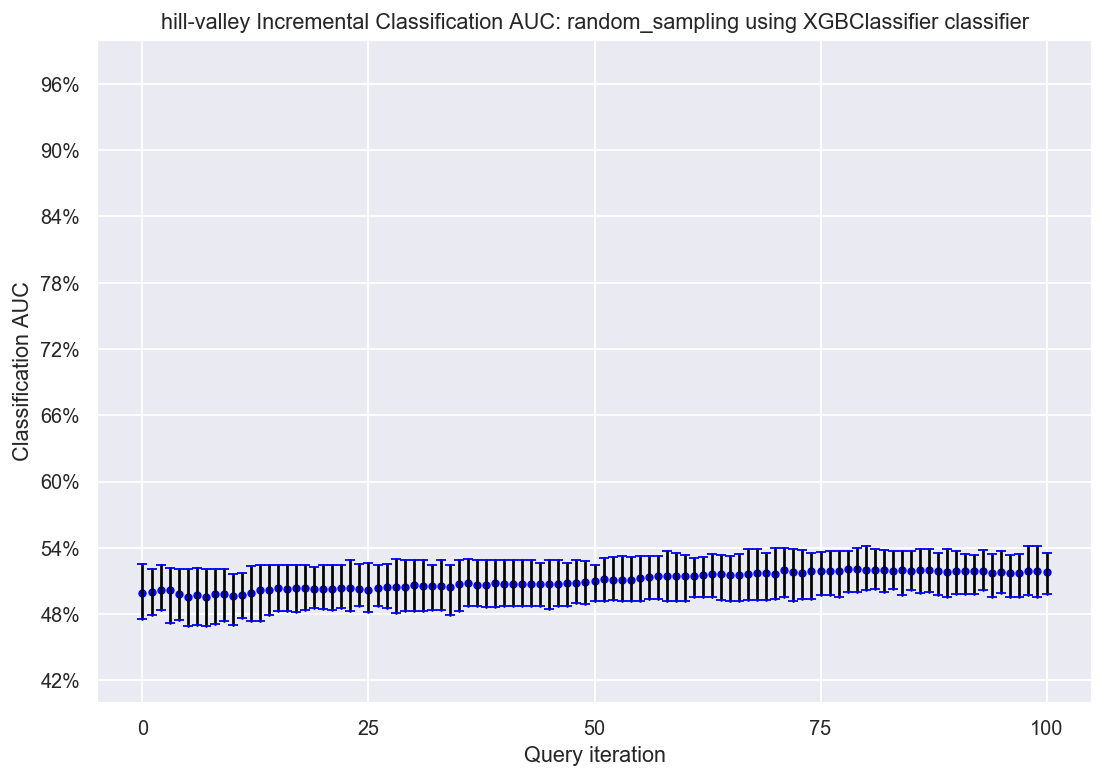 hill-valley Incremental Classification AUC: random_sampling using XGBClassifier classifier
96%
90%
84%
78%
72%
66%
60%
54%
48%
42%
Classification AUC
0 25 50 75 100
Query iteration